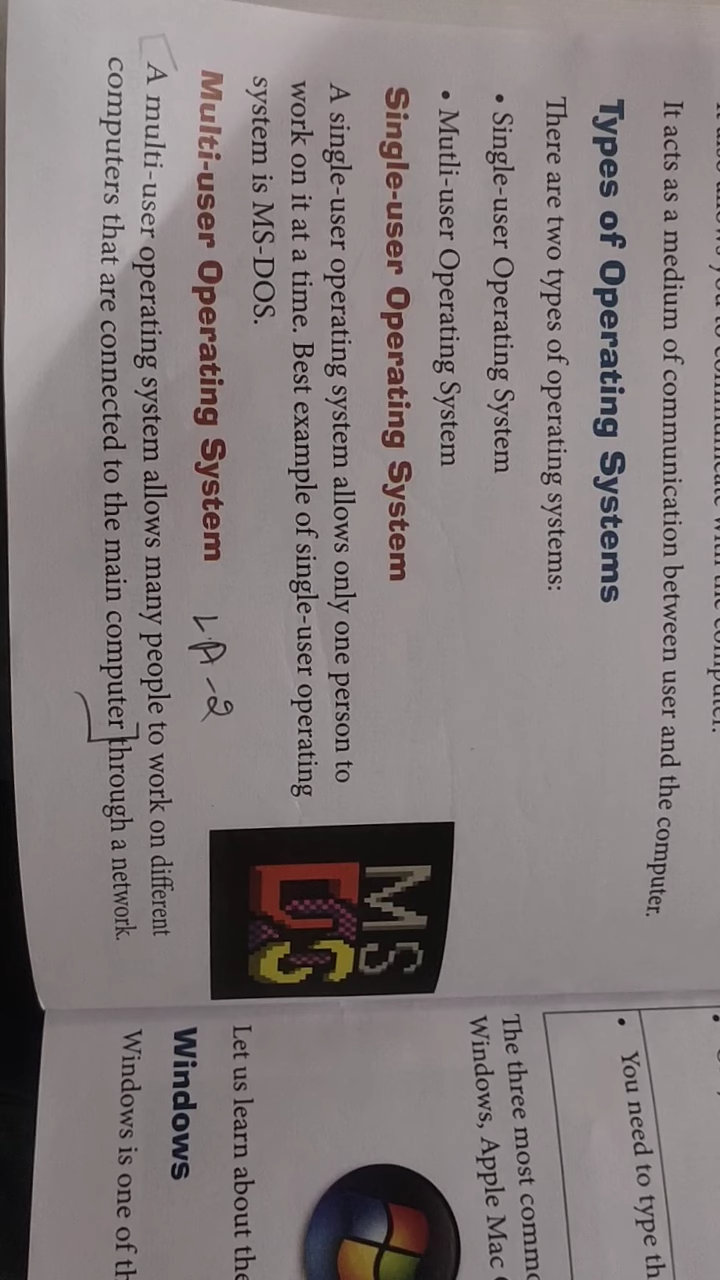 It acts as a medium of communication between user and the computer.
Types of Operating Systems
There are two types of operating systems:
• Single-user Operating System
• Mutli-user Operating System
Single-user Operating System
A single-user operating system allows only one person to
work on it at a time. Best example of single-user operating
system is MS-DOS.
MS
DOS
Multi-user Operating System LA-2
A multi-user operating system allows many people to work on different
computers that are connected to the main computer through a network.
• You need to type
The three most
Windows, Apple Mac
Let us learn about the
Windows
Windows is one of